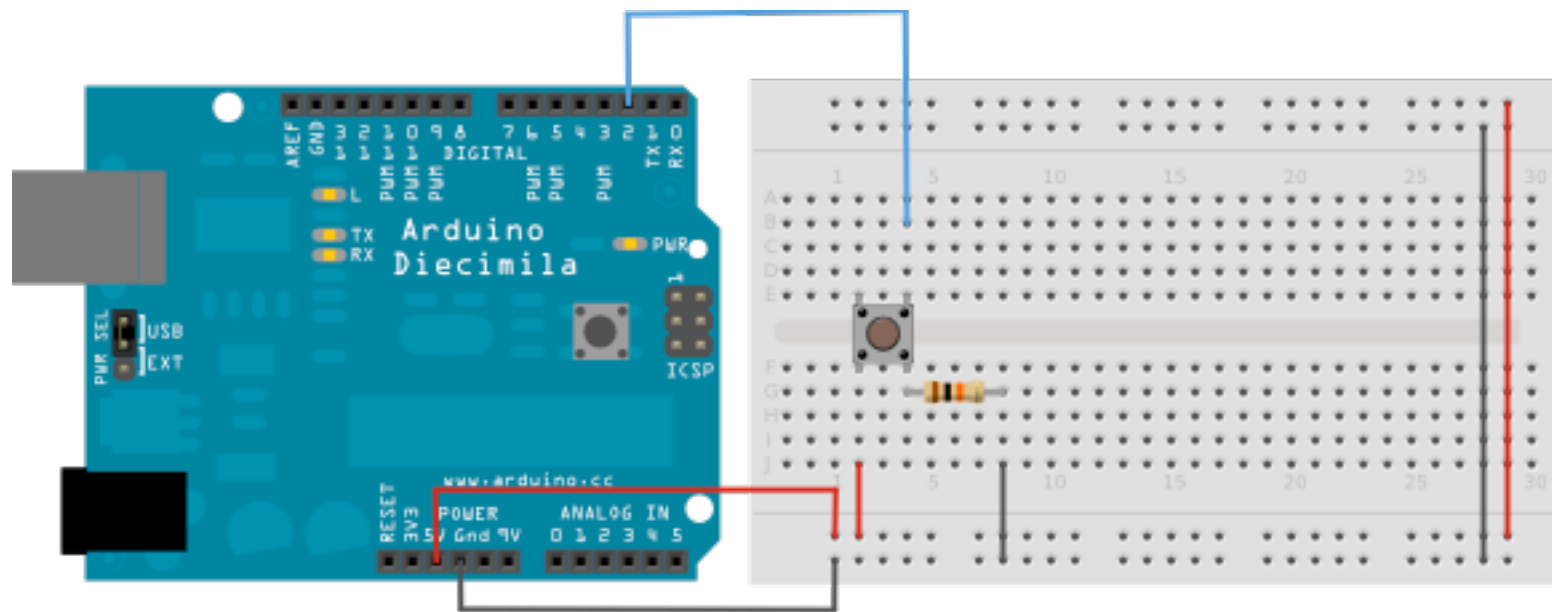 AREF GND 13 12 11 10 9 8 7 6 5 4 3 2 1 0
TX RX
DIGITAL
PWM PWM PWM PWM PWM PWM
L
TX
RX
Arduino
Diecimila
PWR
1
PWR SEL
USB
EXT
ICSP
www.arduino.cc
RESET 3V3
POWER
5V Gnd 9V
ANALOG IN
0 1 2 3 4 5
1 5 10 15 20 25 30
A
B
C
D
E
F
G
H
I
J
1 5 10 15 20 25 30